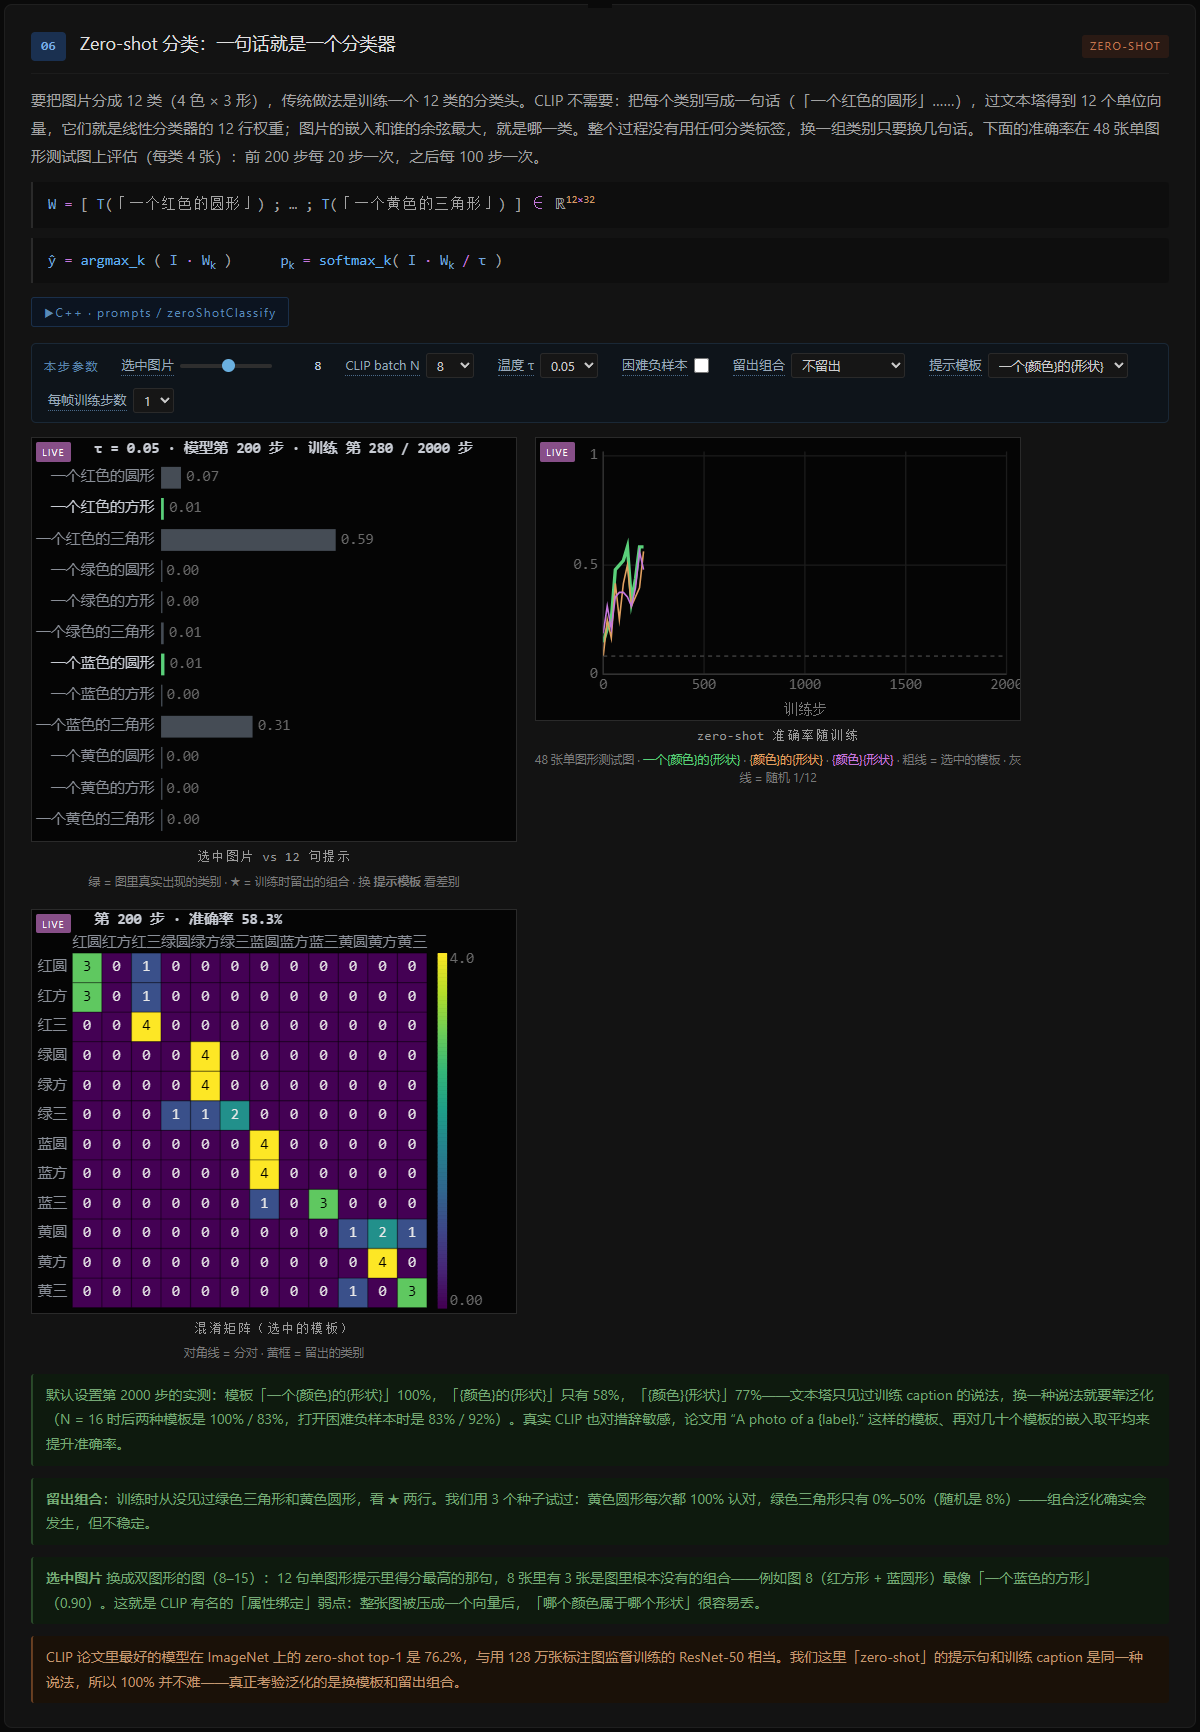 06 Zero-shot 分类：一句话就是一个分类器 ZERO-SHOT
要把图片分成 12 类（4 色 × 3 形），传统做法是训练一个 12 类的分类头。CLIP 不需要：把每个类别写成一句话（「一个红色的圆形」……），过文本塔得到 12 个单位向
量，它们就是线性分类器的 12 行权重；图片的嵌入和谁的余弦最大，就是哪一类。整个过程没有用任何分类标签，换一组类别只要换几句话。下面的准确率在 48 张单图
形测试图上评估（每类 4 张）：前 200 步每 20 步一次，之后每 100 步一次。
W = [ T(「一个红色的圆形」) ; … ; T(「一个黄色的三角形」) ] ∈ ℝ12×32
ŷ = argmax_k ( I · Wk ) pk = softmax_k( I · Wk / τ )
▶C++ · prompts / zeroShotClassify
本步参数 选中图片 8 CLIP batch N 8 温度 τ 0.05 困难负样本 留出组合 不留出 提示模板 一个{颜色}的{形状}
每帧训练步数 1
LIVE τ = 0.05 · 模型第 200 步 · 训练 第 280 / 2000 步
一个红色的圆形 0.07
一个红色的方形 0.01
一个红色的三角形 0.59
一个绿色的圆形 0.00
一个绿色的方形 0.00
一个绿色的三角形 0.01
一个蓝色的圆形 0.01
一个蓝色的方形 0.00
一个蓝色的三角形 0.31
一个黄色的圆形 0.00
一个黄色的方形 0.00
一个黄色的三角形 0.00
选中图片 vs 12 句提示
绿 = 图里真实出现的类别 · ★ = 训练时留出的组合 · 换 提示模板 看差别
LIVE
1
0.5
0
0 500 1000 1500 2000
训练步
zero-shot 准确率随训练
48 张单图形测试图 · 一个{颜色}的{形状} · {颜色}的{形状} · {颜色}{形状} · 粗线 = 选中的模板 · 灰
线 = 随机 1/12
LIVE 第 200 步 · 准确率 58.3%
红圆 红方 红三 绿圆 绿方 绿三 蓝圆 蓝方 蓝三 黄圆 黄方 黄三
红圆 3 0 1 0 0 0 0 0 0 0 0 0
红方 3 0 1 0 0 0 0 0 0 0 0 0
红三 0 0 4 0 0 0 0 0 0 0 0 0
绿圆 0 0 0 0 4 0 0 0 0 0 0 0
绿方 0 0 0 0 4 0 0 0 0 0 0 0
绿三 0 0 0 1 1 2 0 0 0 0 0 0
蓝圆 0 0 0 0 0 0 4 0 0 0 0 0
蓝方 0 0 0 0 0 0 4 0 0 0 0 0
蓝三 0 0 0 0 0 0 1 0 3 0 0 0
黄圆 0 0 0 0 0 0 0 0 0 1 2 1
黄方 0 0 0 0 0 0 0 0 0 0 4 0
黄三 0 0 0 0 0 0 0 0 0 1 0 3
4.0
0.00
混淆矩阵（选中的模板）
对角线 = 分对 · 黄框 = 留出的类别
默认设置第 2000 步的实测：模板「一个{颜色}的{形状}」100%，「{颜色}的{形状}」只有 58%，「{颜色}{形状}」77%——文本塔只见过训练 caption 的说法，换一种说法就要靠泛化
（N = 16 时后两种模板是 100% / 83%，打开困难负样本时是 83% / 92%）。真实 CLIP 也对措辞敏感，论文用 “A photo of a {label}.” 这样的模板、再对几十个模板的嵌入取平均来
提升准确率。
留出组合：训练时从没见过绿色三角形和黄色圆形，看 ★ 两行。我们用 3 个种子试过：黄色圆形每次都 100% 认对，绿色三角形只有 0%–50%（随机是 8%）——组合泛化确实会
发生，但不稳定。
选中图片 换成双图形的图（8–15）：12 句单图形提示里得分最高的那句，8 张里有 3 张是图里根本没有的组合——例如图 8（红方形 + 蓝圆形）最像「一个蓝色的方形」
（0.90）。这就是 CLIP 有名的「属性绑定」弱点：整张图被压成一个向量后，「哪个颜色属于哪个形状」很容易丢。
CLIP 论文里最好的模型在 ImageNet 上的 zero-shot top-1 是 76.2%，与用 128 万张标注图监督训练的 ResNet-50 相当。我们这里「zero-shot」的提示句和训练 caption 是同一种
说法，所以 100% 并不难——真正考验泛化的是换模板和留出组合。